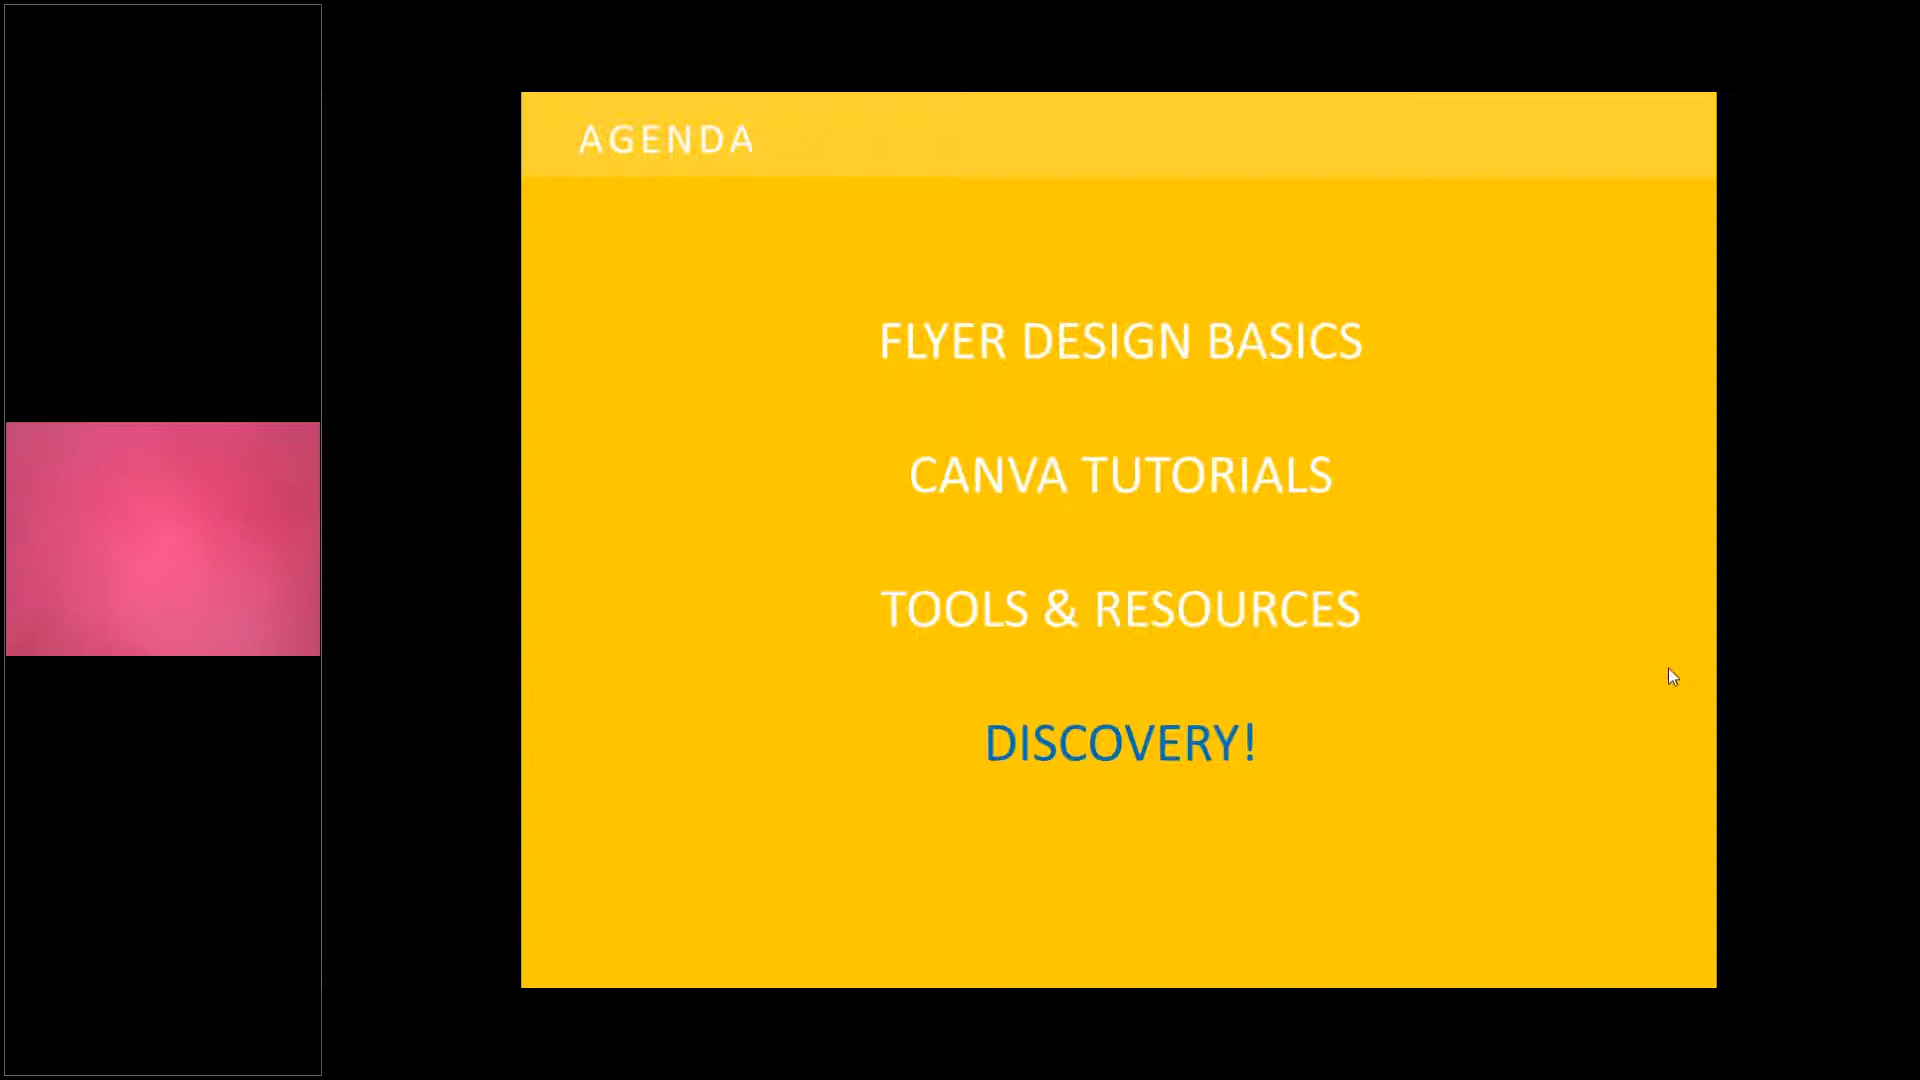 AGENDA
FLYER DESIGN BASICS
CANVA TUTORIALS
TOOLS & RESOURCES
DISCOVERY!